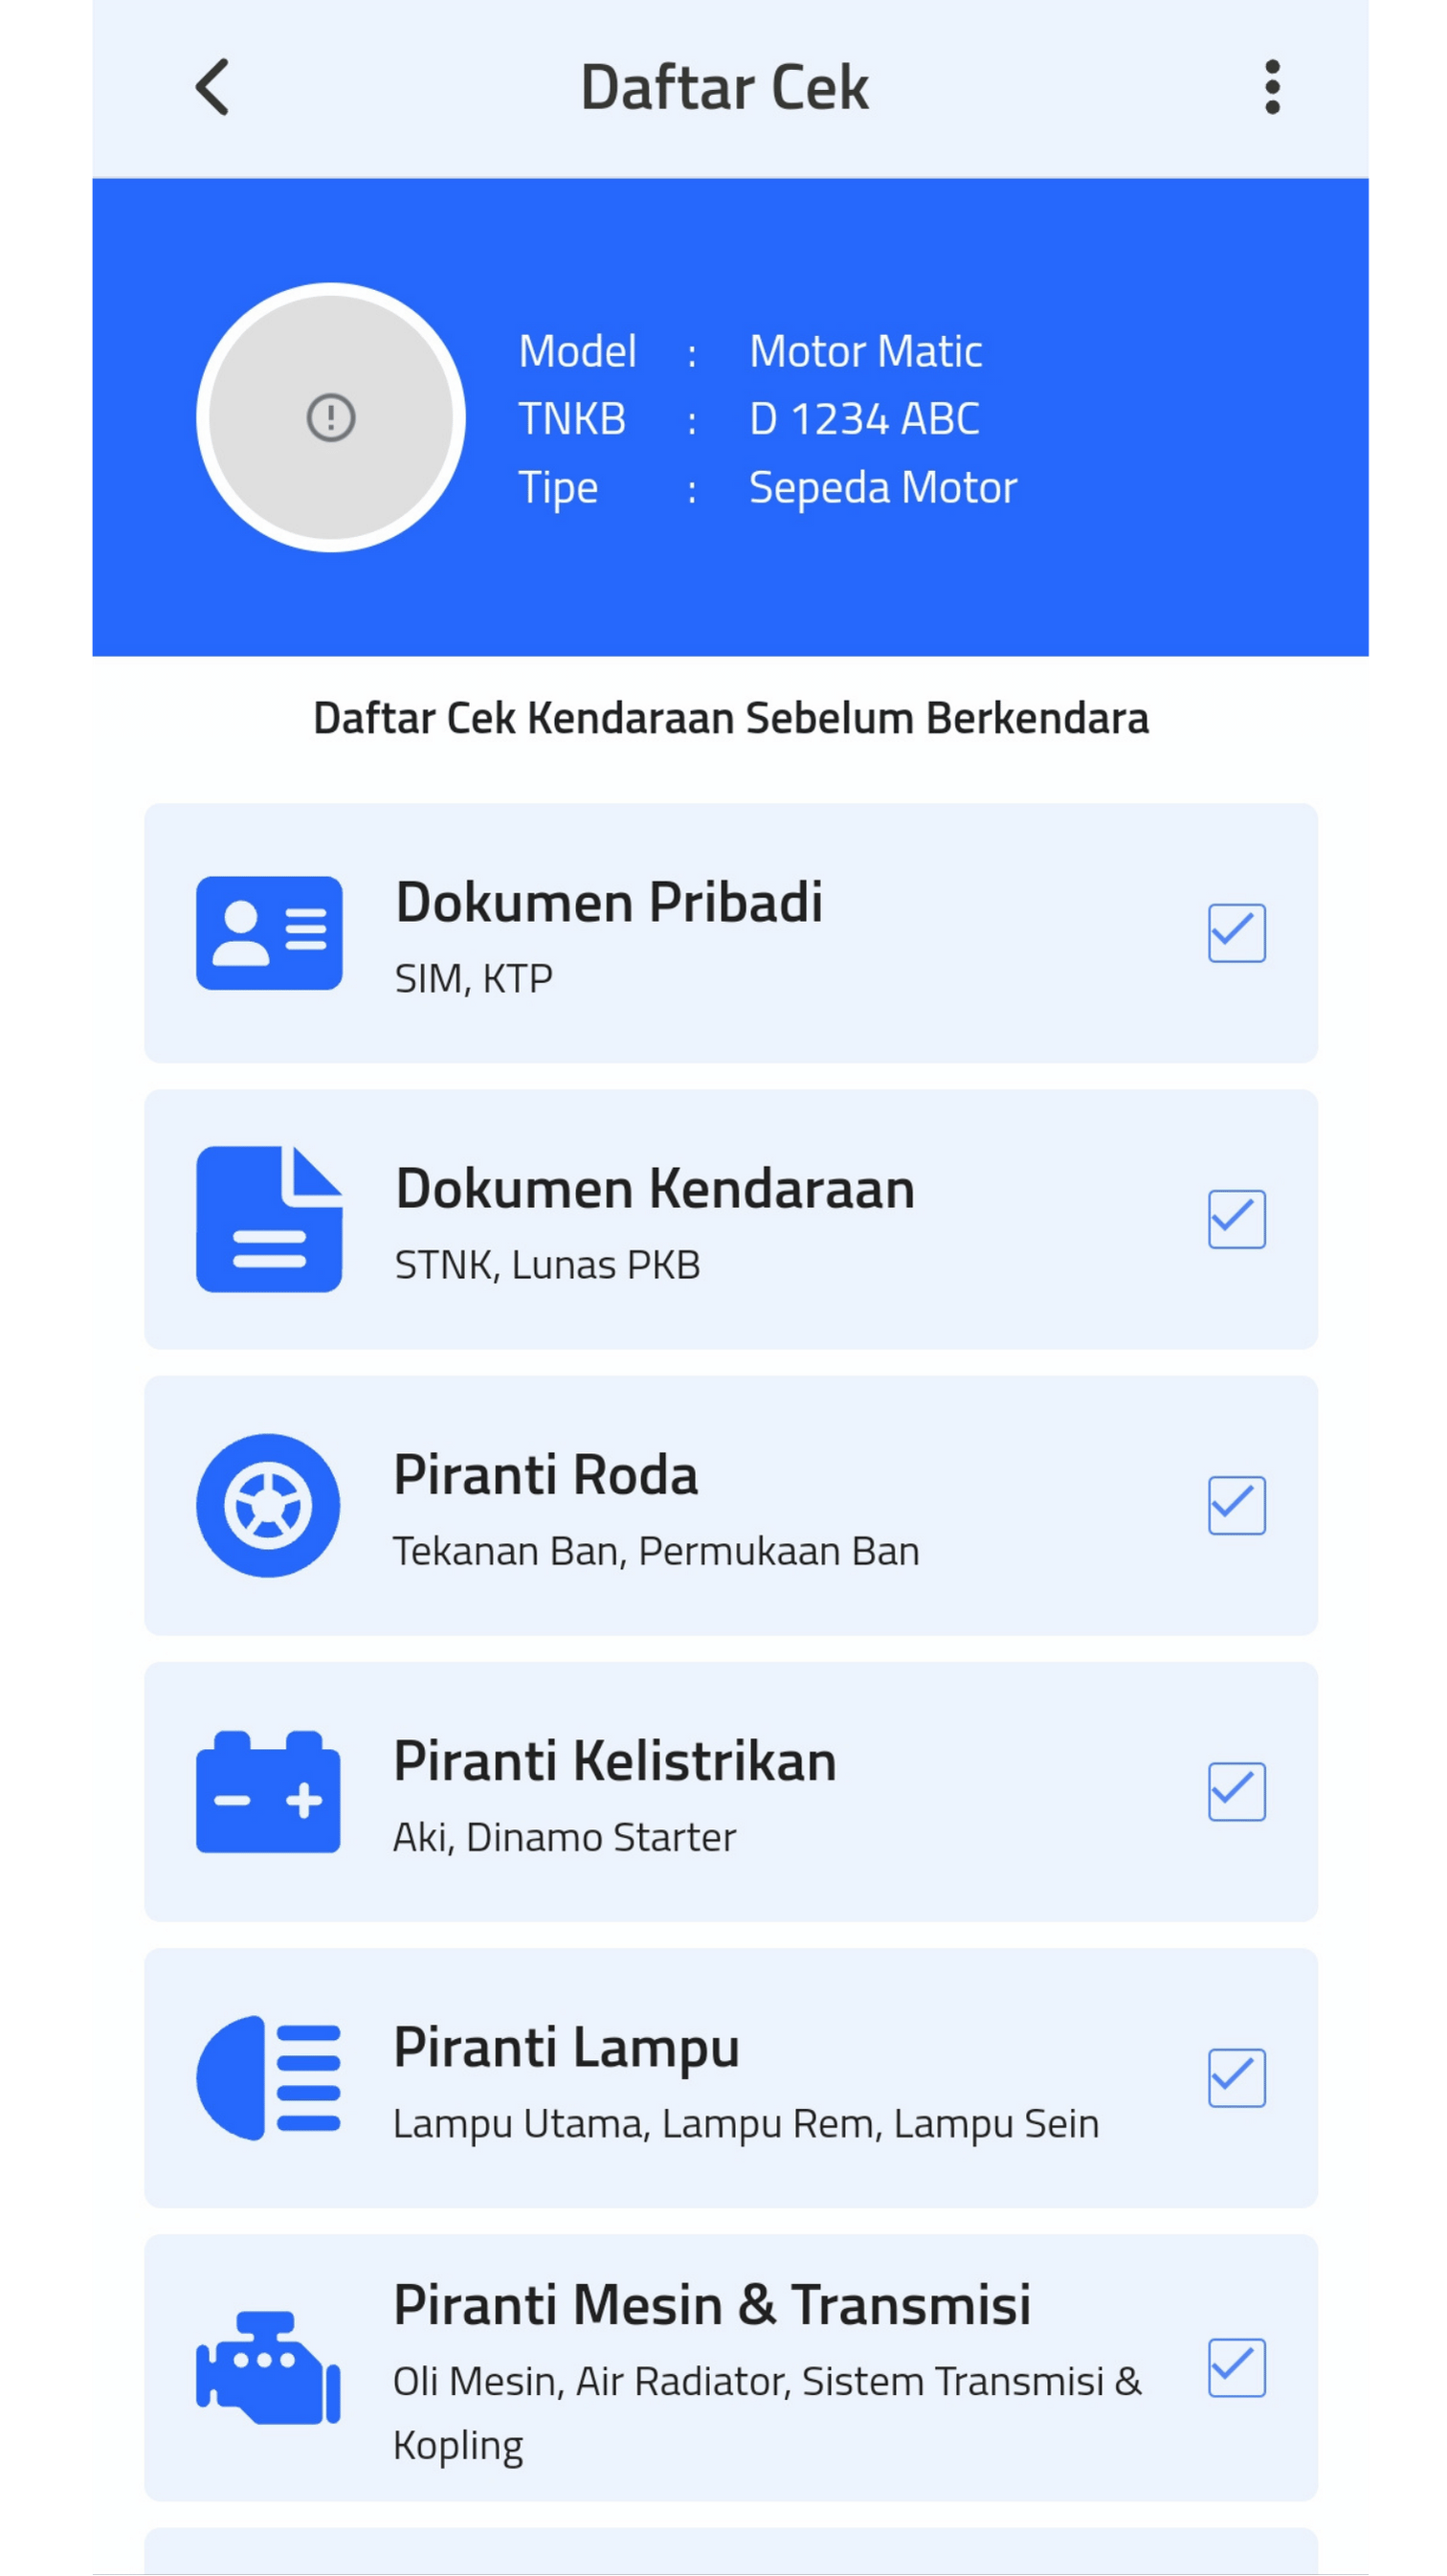 Daftar Cek
Model : Motor Matic
TNKB : D 1234 ABC
Tipe : Sepeda Motor
Daftar Cek Kendaraan Sebelum Berkendara
Dokumen Pribadi
SIM, KTP
Dokumen Kendaraan
STNK, Lunas PKB
Piranti Roda
Tekanan Ban, Permukaan Ban
Piranti Kelistrikan
Aki, Dinamo Starter
Piranti Lampu
Lampu Utama, Lampu Rem, Lampu Sein
Piranti Mesin & Transmisi
Oli Mesin, Air Radiator, Sistem Transmisi &
Kopling